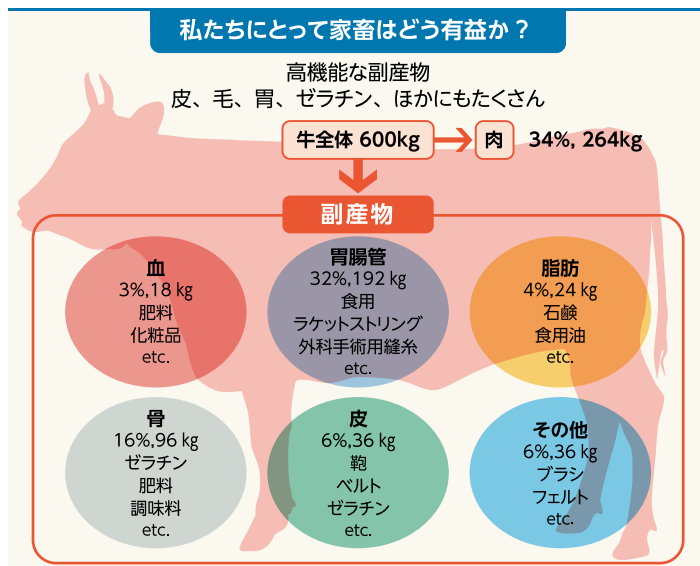 私たちにとって家畜はどう有益か？
高機能な副産物
皮、毛、胃、ゼラチン、ほかにもたくさん
牛全体 600kg
肉
34%, 264kg
副産物
血
3%,18 kg
肥料
化粧品
etc.
胃腸管
32%,192 kg
食用
ラケットストリング
外科手術用縫糸
etc.
脂肪
4%,24 kg
石鹸
食用油
etc.
骨
16%,96 kg
ゼラチン
肥料
調味料
etc.
皮
6%,36 kg
鞄
ベルト
ゼラチン
etc.
その他
6%,36 kg
ブラシ
フェルト
etc.